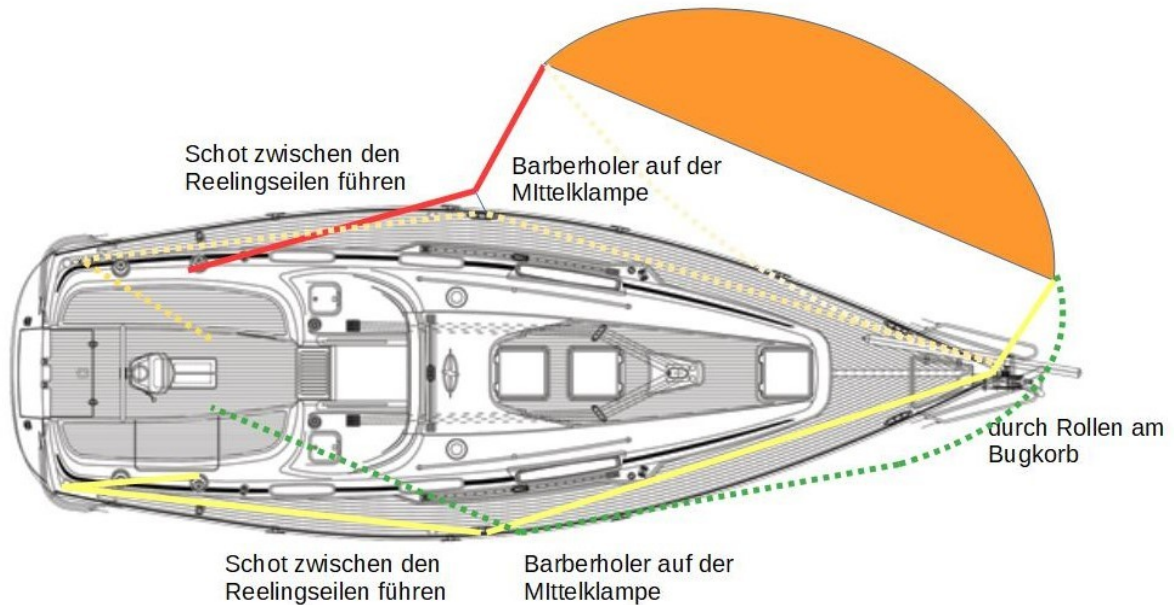 Schot zwischen den
Reelingseilen führen
Barberholer auf der
MIttelklampe
durch Rollen am
Bugkorb
Schot zwischen den
Reelingseilen führen
Barberholer auf der
MIttelklampe